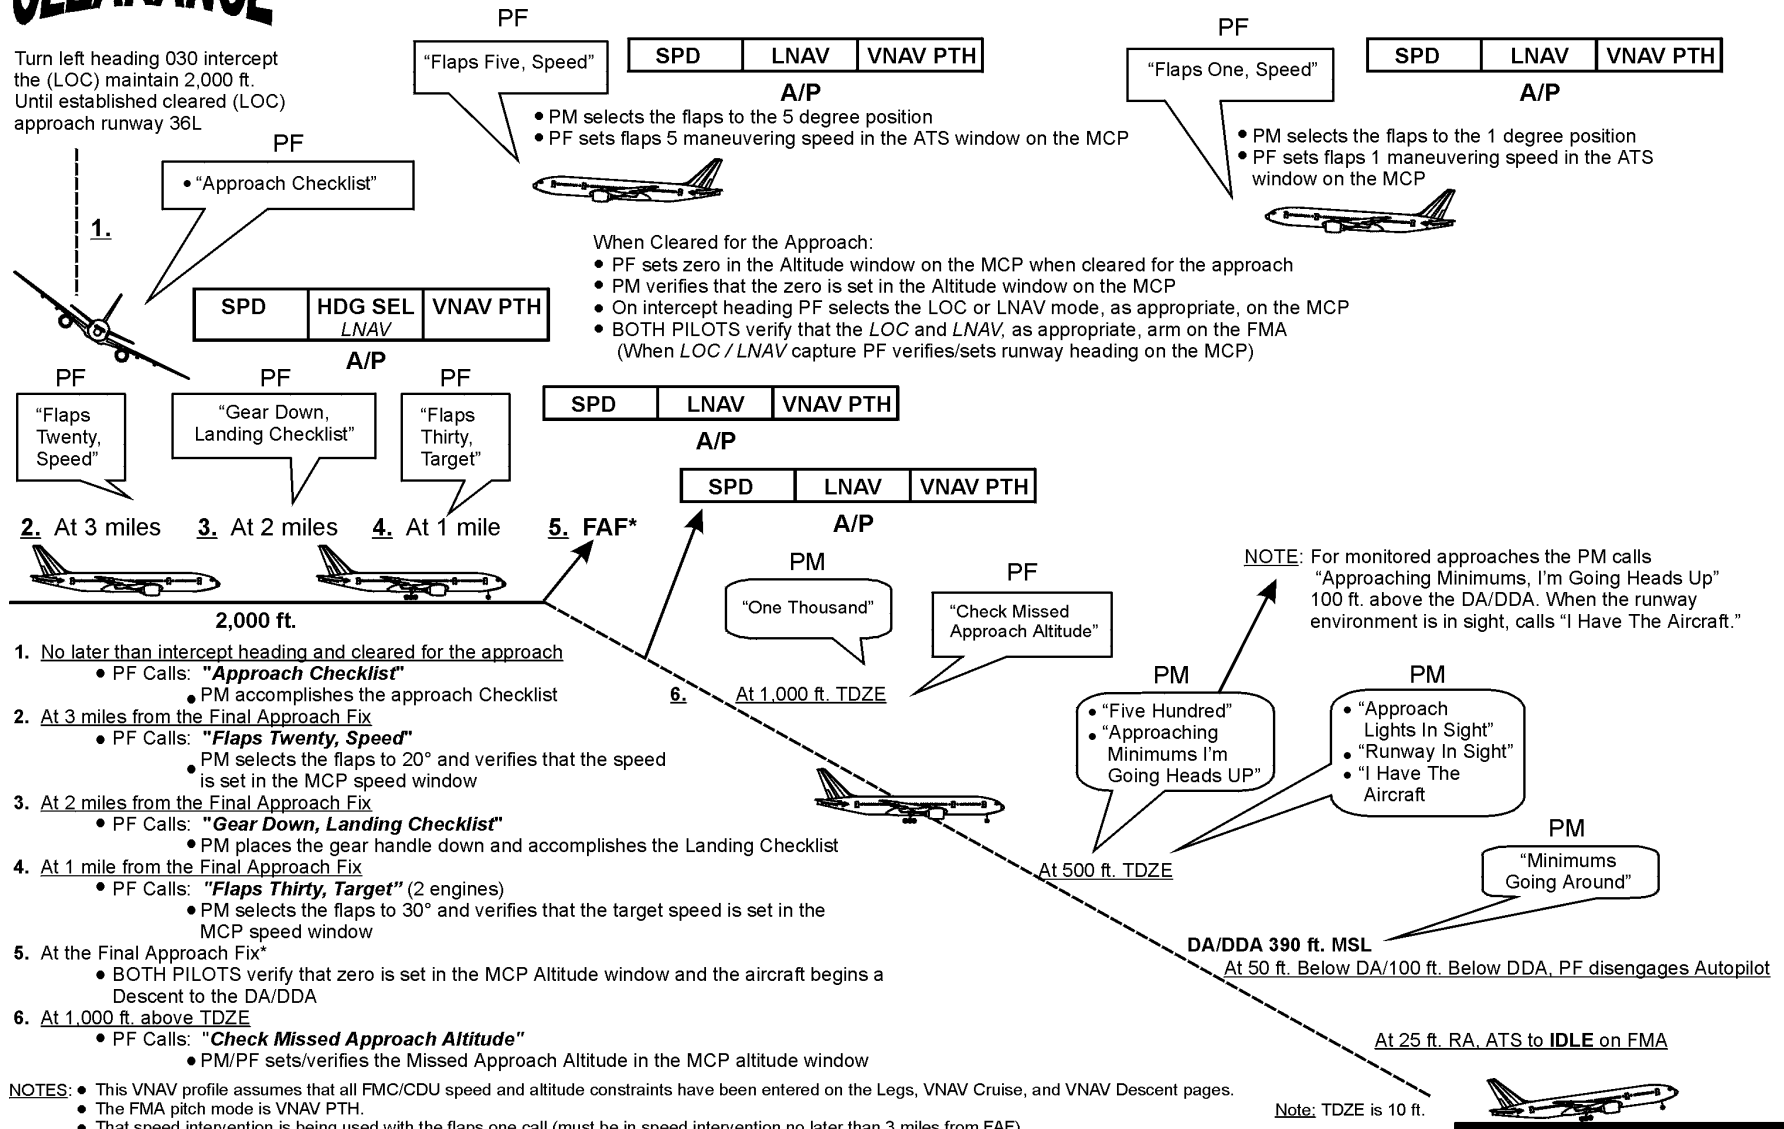 CLEARANCE
Turn left heading 030 intercept
the (LOC) maintain 2,000 ft.
Until established cleared (LOC)
approach runway 36L
PF
• “Approach Checklist”
1.
PF
“Flaps Five, Speed”
SPD LNAV VNAV PTH
A/P
• PM selects the flaps to the 5 degree position
• PF sets flaps 5 maneuvering speed in the ATS window on the MCP
PF
“Flaps One, Speed”
SPD LNAV VNAV PTH
A/P
• PM selects the flaps to the 1 degree position
• PF sets flaps 1 maneuvering speed in the ATS
window on the MCP
When Cleared for the Approach:
• PF sets zero in the Altitude window on the MCP when cleared for the approach
• PM verifies that the zero is set in the Altitude window on the MCP
• On intercept heading PF selects the LOC or LNAV mode, as appropriate, on the MCP
• BOTH PILOTS verify that the LOC and LNAV, as appropriate, arm on the FMA
(When LOC / LNAV capture PF verifies/sets runway heading on the MCP)
SPD HDG SEL VNAV PTH
LNAV
A/P
PF
“Flaps
Twenty,
Speed”
PF
“Gear Down,
Landing Checklist”
PF
“Flaps
Thirty,
Target”
SPD LNAV VNAV PTH
A/P
SPD LNAV VNAV PTH
A/P
2. At 3 miles
3. At 2 miles
4. At 1 mile
5. FAF*
2,000 ft.
PM
“One Thousand”
PF
“Check Missed
Approach Altitude”
6. At 1,000 ft. TDZE
NOTE: For monitored approaches the PM calls
“Approaching Minimums, I’m Going Heads Up”
100 ft. above the DA/DDA. When the runway
environment is in sight, calls “I Have The Aircraft.”
PM
• “Five Hundred”
• “Approaching
Minimums I’m
Going Heads UP”
PM
• “Approach
Lights In Sight”
• “Runway In Sight”
• “I Have The
Aircraft
At 500 ft. TDZE
PM
“Minimums
Going Around”
DA/DDA 390 ft. MSL
At 50 ft. Below DA/100 ft. Below DDA, PF disengages Autopilot
At 25 ft. RA, ATS to IDLE on FMA
Note: TDZE is 10 ft.
1. No later than intercept heading and cleared for the approach
• PF Calls: "Approach Checklist"
• PM accomplishes the approach Checklist
2. At 3 miles from the Final Approach Fix
• PF Calls: "Flaps Twenty, Speed"
• PM selects the flaps to 20° and verifies that the speed
is set in the MCP speed window
3. At 2 miles from the Final Approach Fix
• PF Calls: "Gear Down, Landing Checklist"
• PM places the gear handle down and accomplishes the Landing Checklist
4. At 1 mile from the Final Approach Fix
• PF Calls: "Flaps Thirty, Target” (2 engines)
• PM selects the flaps to 30° and verifies that the target speed is set in the
MCP speed window
5. At the Final Approach Fix*
• BOTH PILOTS verify that zero is set in the MCP Altitude window and the aircraft begins a
Descent to the DA/DDA
6. At 1,000 ft. above TDZE
• PF Calls: "Check Missed Approach Altitude"
• PM/PF sets/verifies the Missed Approach Altitude in the MCP altitude window
NOTES: • This VNAV profile assumes that all FMC/CDU speed and altitude constraints have been entered on the Legs, VNAV Cruise, and VNAV Descent pages.
• The FMA pitch mode is VNAV PTH.
• That speed intervention is being used with the flaps one call (must be in speed intervention no later than 3 miles from FAF)